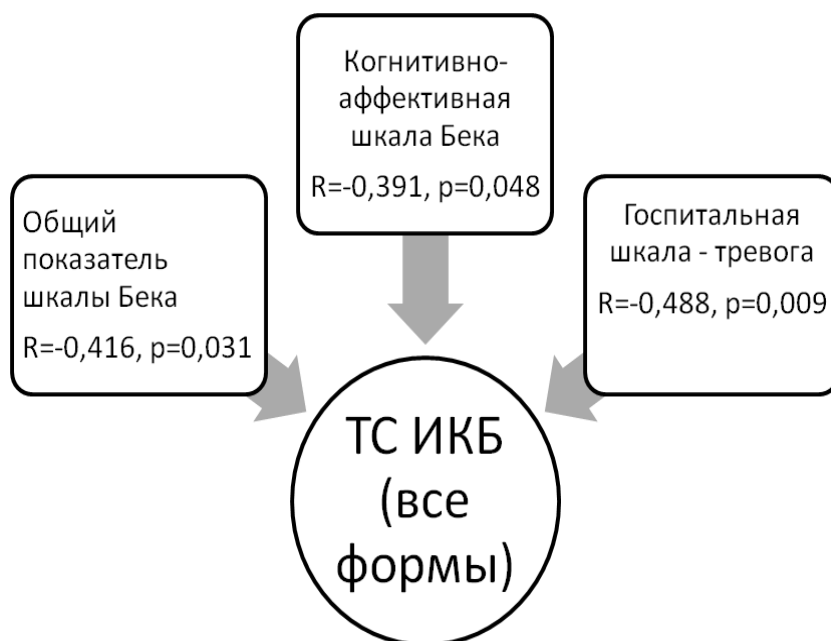 Когнитивно-
аффективная
шкала Бека
R=-0,391, p=0,048
Общий
показатель
шкалы Бека
R=-0,416, p=0,031
Госпитальная
шкала - тревога
R=-0,488, p=0,009
ТС ИКБ
(все
формы)